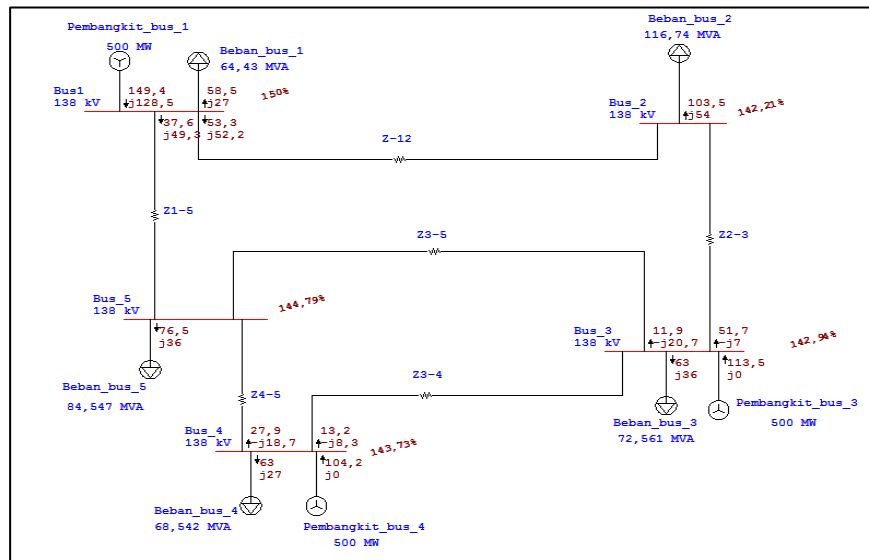 Pembangkit_bus_1
500 MW
Beban_bus_1
64,43 MVA
Beban_bus_2
116,74 MVA
Bus1
138 kV
149,4
j128,5
58,5
j27
150%
37,6
j49,3
53,3
j52,2
Bus_2
138 kV
103,5
j54
142,21%
Z-12
Z1-5
Z3-5
Z2-3
Bus_5
138 kV
144,79%
76,5
j36
Beban_bus_5
84,547 MVA
Bus_3
138 kV
11,9
-j20,7
51,7
-j7
142,94%
63
j36
113,5
j0
Beban_bus_3
72,561 MVA
Pembangkit_bus_3
500 MW
Z3-4
Z4-5
Bus_4
138 kV
27,9
-j18,7
13,2
-j8,3
143,73%
63
j27
104,2
j0
Beban_bus_4
68,542 MVA
Pembangkit_bus_4
500 MW